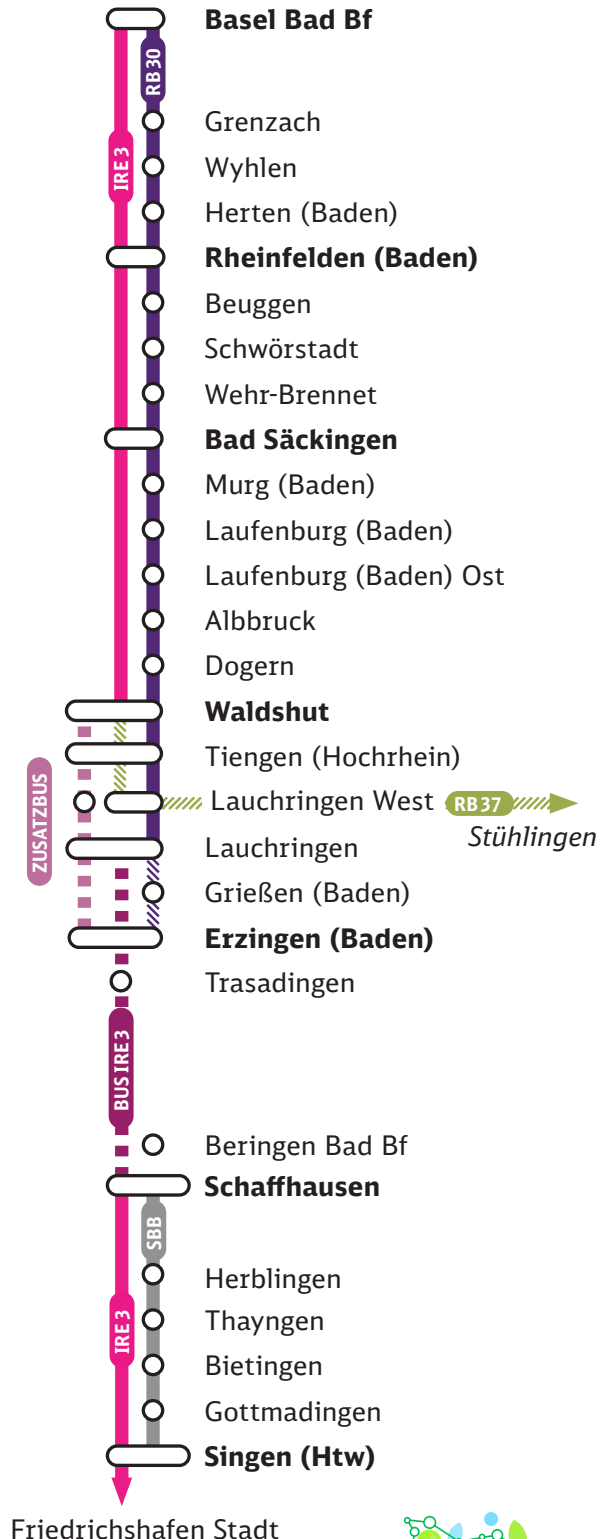 Basel Bad Bf
RB30
IRE 3
Grenzach
Wyhlen
Herten (Baden)
Rheinfelden (Baden)
Beuggen
Schwörstadt
Wehr-Brennet
Bad Säckingen
Murg (Baden)
Laufenburg (Baden)
Laufenburg (Baden) Ost
Albbruck
Dogern
Waldshut
Tiengen (Hochrhein)
ZUSATZBUS
Lauchringen West RB 37
Stühlingen
Lauchringen
Grießen (Baden)
Erzingen (Baden)
Trasadingen
BUS IRE 3
Beringen Bad Bf
Schaffhausen
SBB
Herblingen
IRE 3
Thayngen
Bietingen
Gottmadingen
Singen (Htw)
Friedrichshafen Stadt